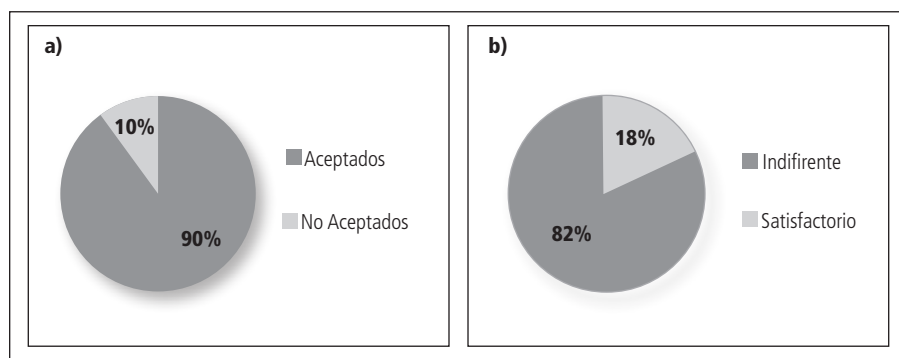 a)
10%
90%
Aceptados
No Aceptados
b)
18%
82%
Indifirente
Satisfactorio